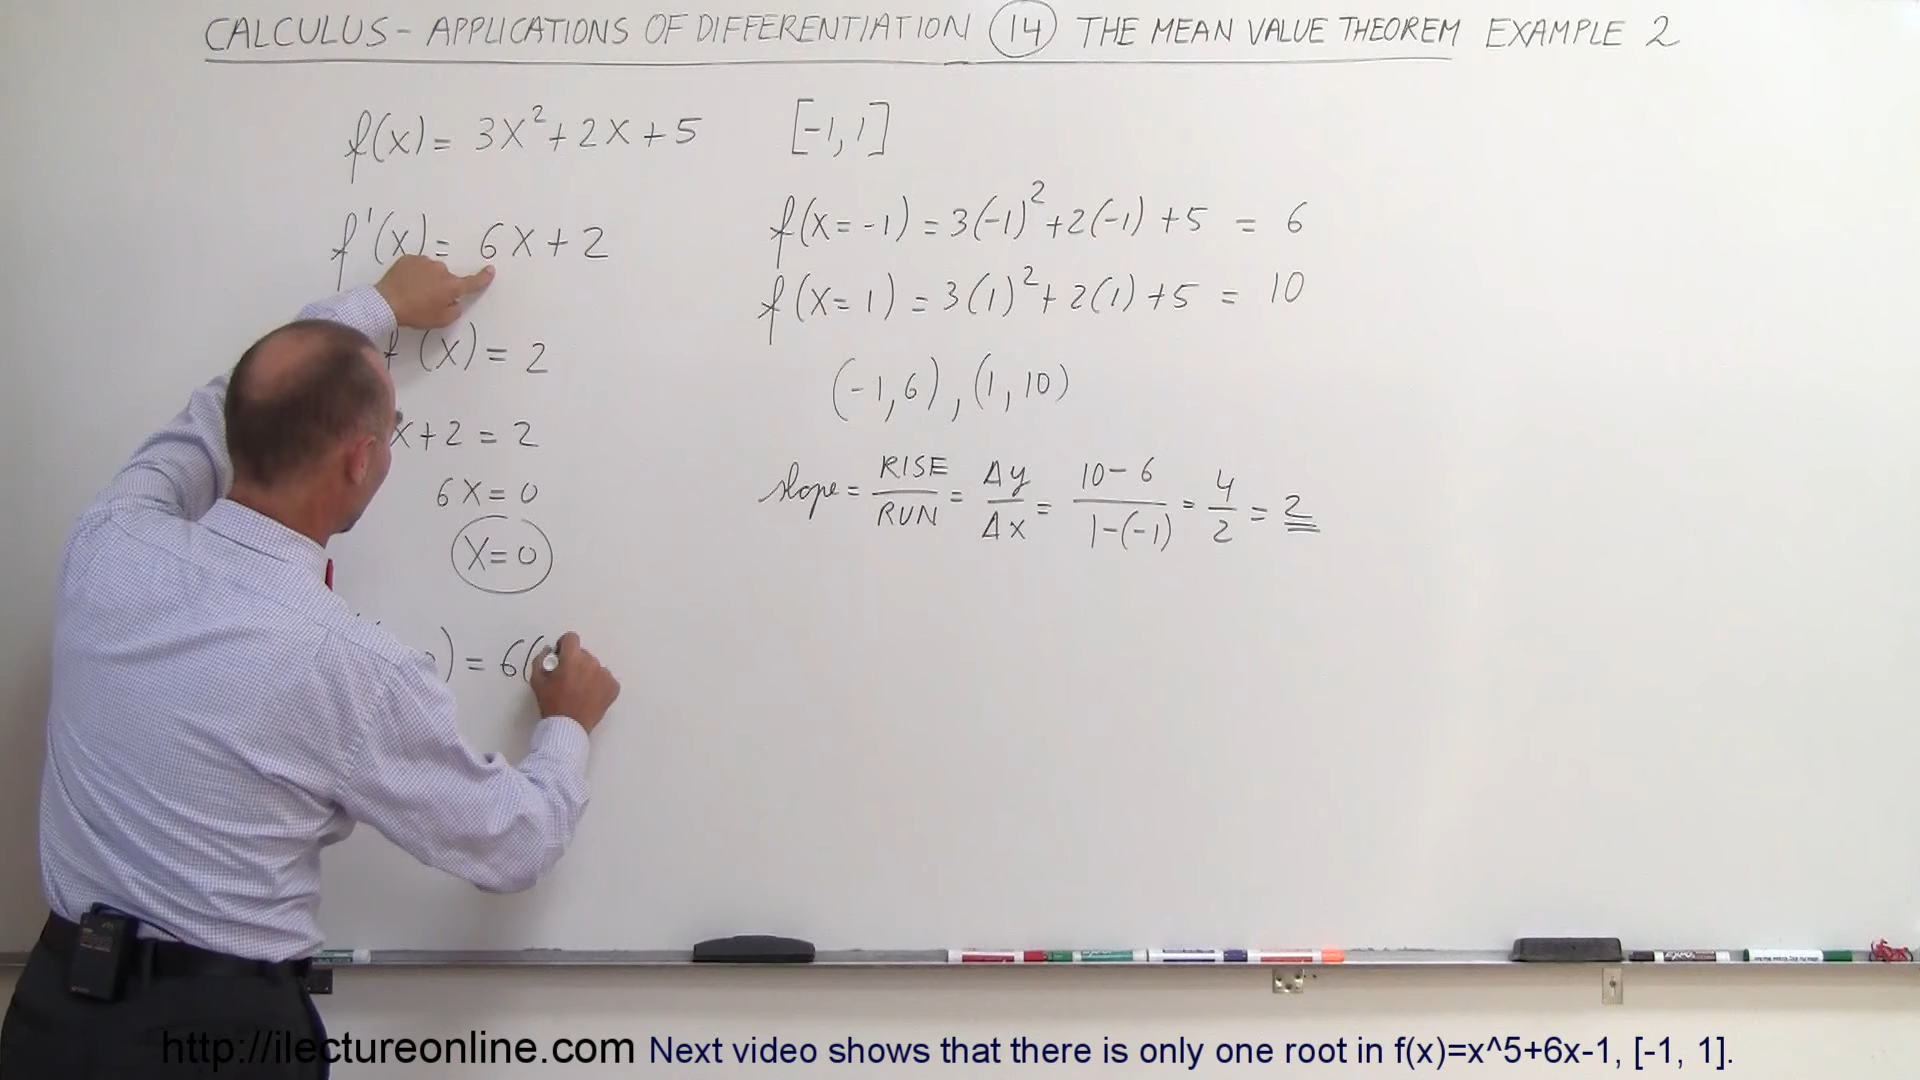 CALCULUS - APPLICATIONS OF DIFFERENTIATION 14 THE MEAN VALUE THEOREM EXAMPLE 2
f(x) = 3X²+2X+5 [-1, 1]
f'(x) = 6X+2
(x) = 2
X+2 = 2
6X=0
X=0
) = 6(
f(X=-1) = 3(-1)²+2(-1)+5 = 6
f(X=1) = 3(1)²+2(1)+5 = 10
(-1,6), (1,10)
slope = RISE/RUN = Δy/Δx = 10-6/1-(-1) = 4/2 = 2
http://ilectureonline.com Next video shows that there is only one root in f(x)=x^5+6x-1, [-1, 1].